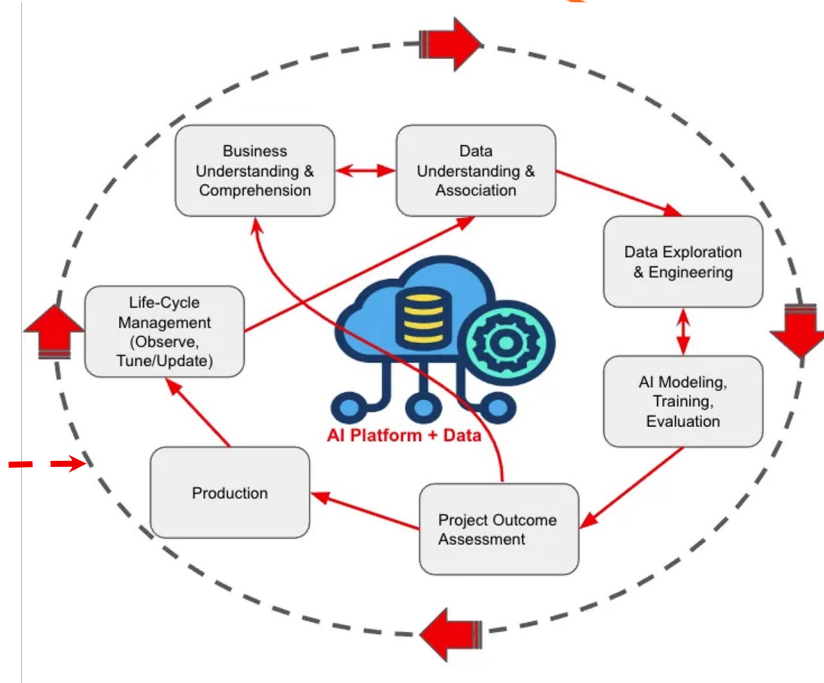 Business
Understanding &
Comprehension
Data
Understanding &
Association
Data Exploration
& Engineering
Life-Cycle
Management
(Observe,
Tune/Update)
AI Modeling,
Training,
Evaluation
AI Platform + Data
Production
Project Outcome
Assessment